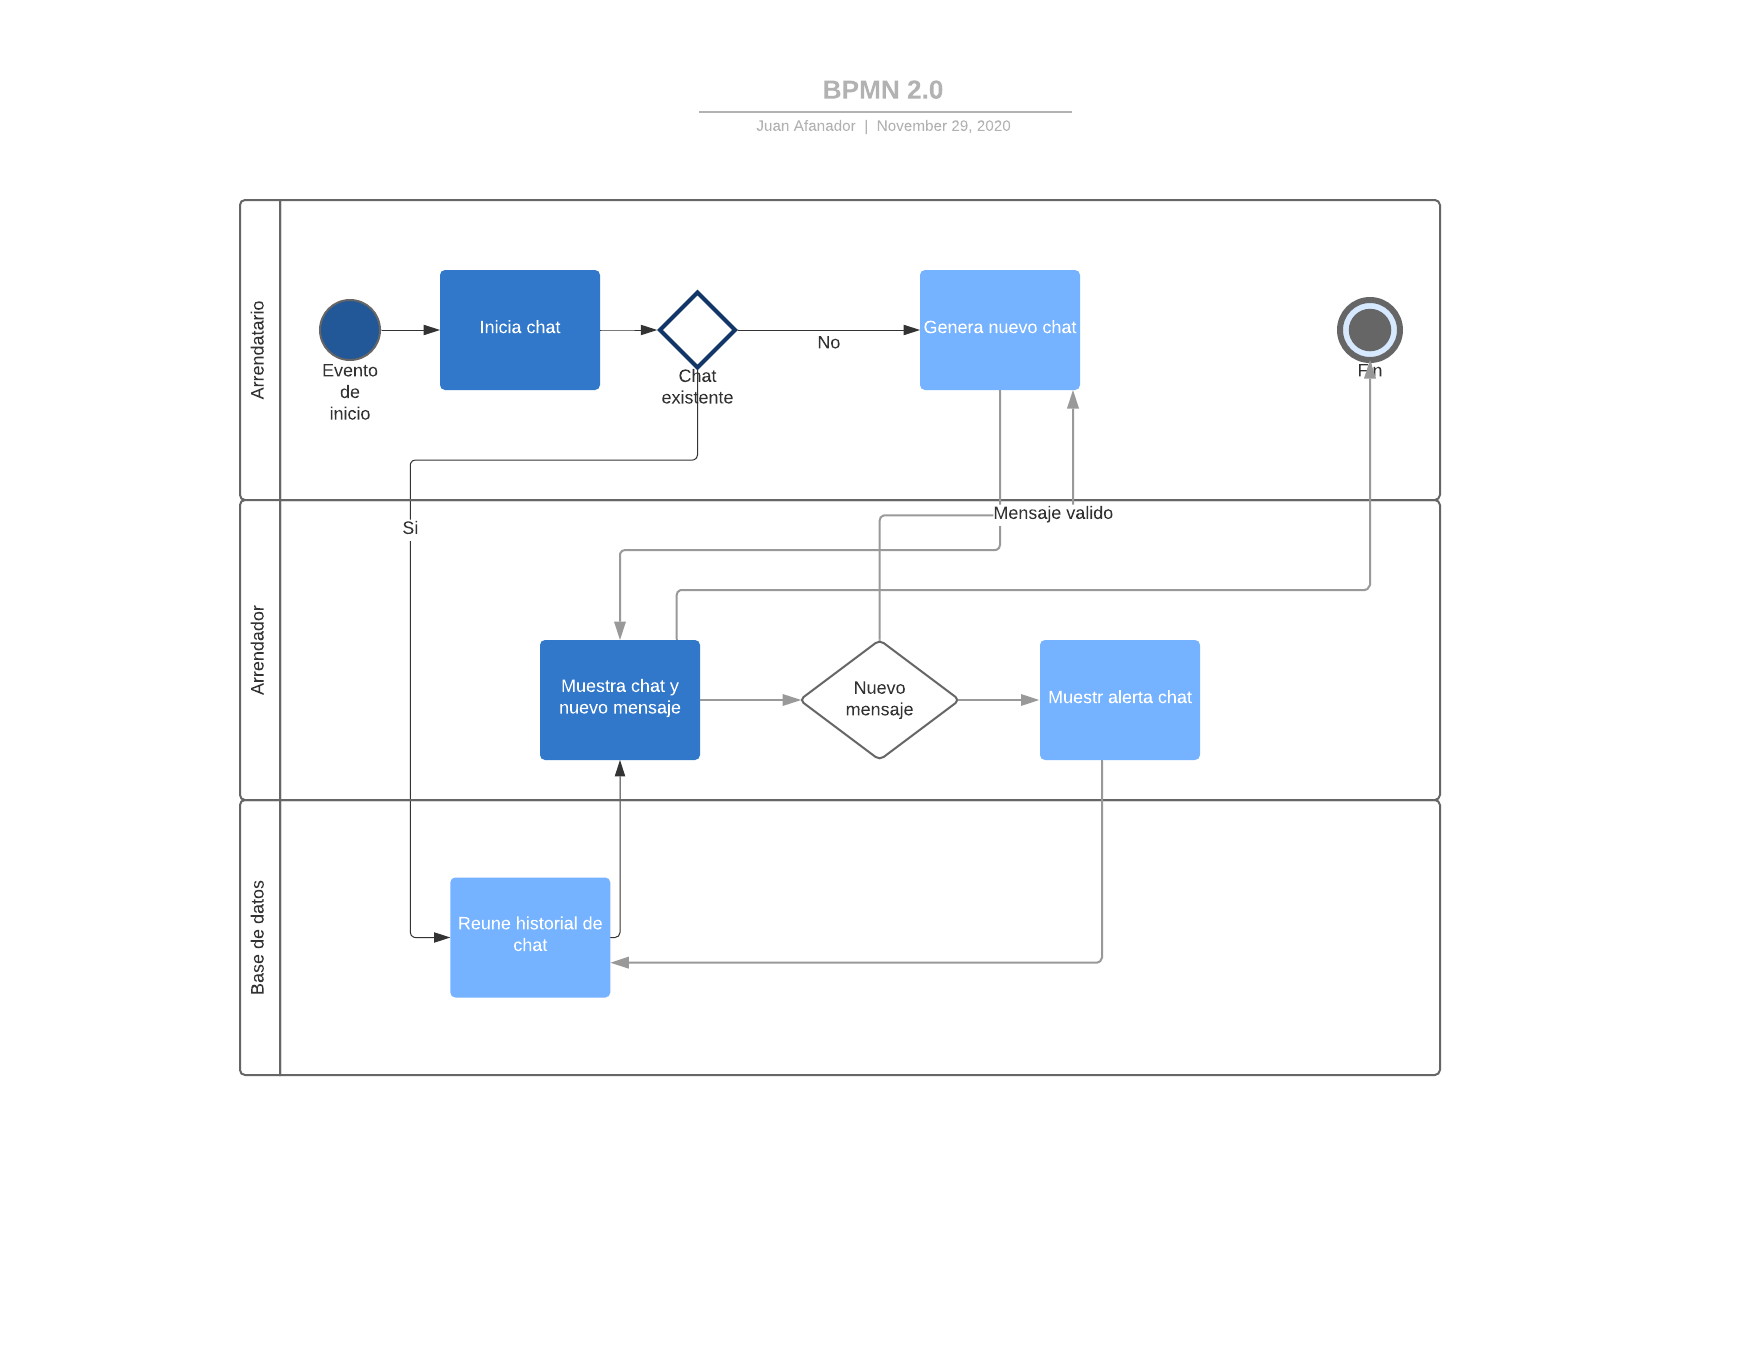 BPMN 2.0
Juan Afanador | November 29, 2020
Arrendatario
Evento
de
inicio
Inicia chat
Chat
existente
No
Genera nuevo chat
Fin
Si
Mensaje valido
Arrendador
Muestra chat y
nuevo mensaje
Nuevo
mensaje
Muestr alerta chat
Base de datos
Reune historial de
chat